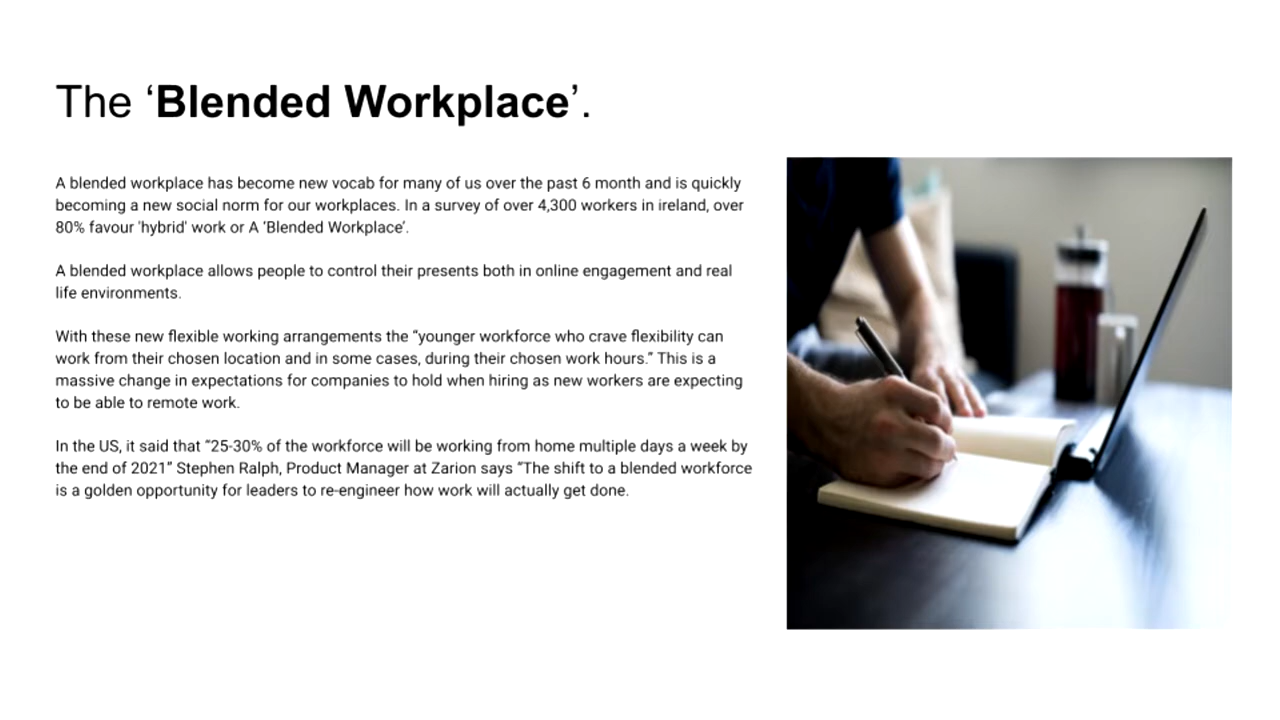 The ‘Blended Workplace’.
A blended workplace has become new vocab for many of us over the past 6 month and is quickly
becoming a new social norm for our workplaces. In a survey of over 4,300 workers in ireland, over
80% favour 'hybrid' work or A ‘Blended Workplace’.
A blended workplace allows people to control their presents both in online engagement and real
life environments.
With these new flexible working arrangements the “younger workforce who crave flexibility can
work from their chosen location and in some cases, during their chosen work hours.” This is a
massive change in expectations for companies to hold when hiring as new workers are expecting
to be able to remote work.
In the US, it said that “25-30% of the workforce will be working from home multiple days a week by
the end of 2021” Stephen Ralph, Product Manager at Zarion says “The shift to a blended workforce
is a golden opportunity for leaders to re-engineer how work will actually get done.